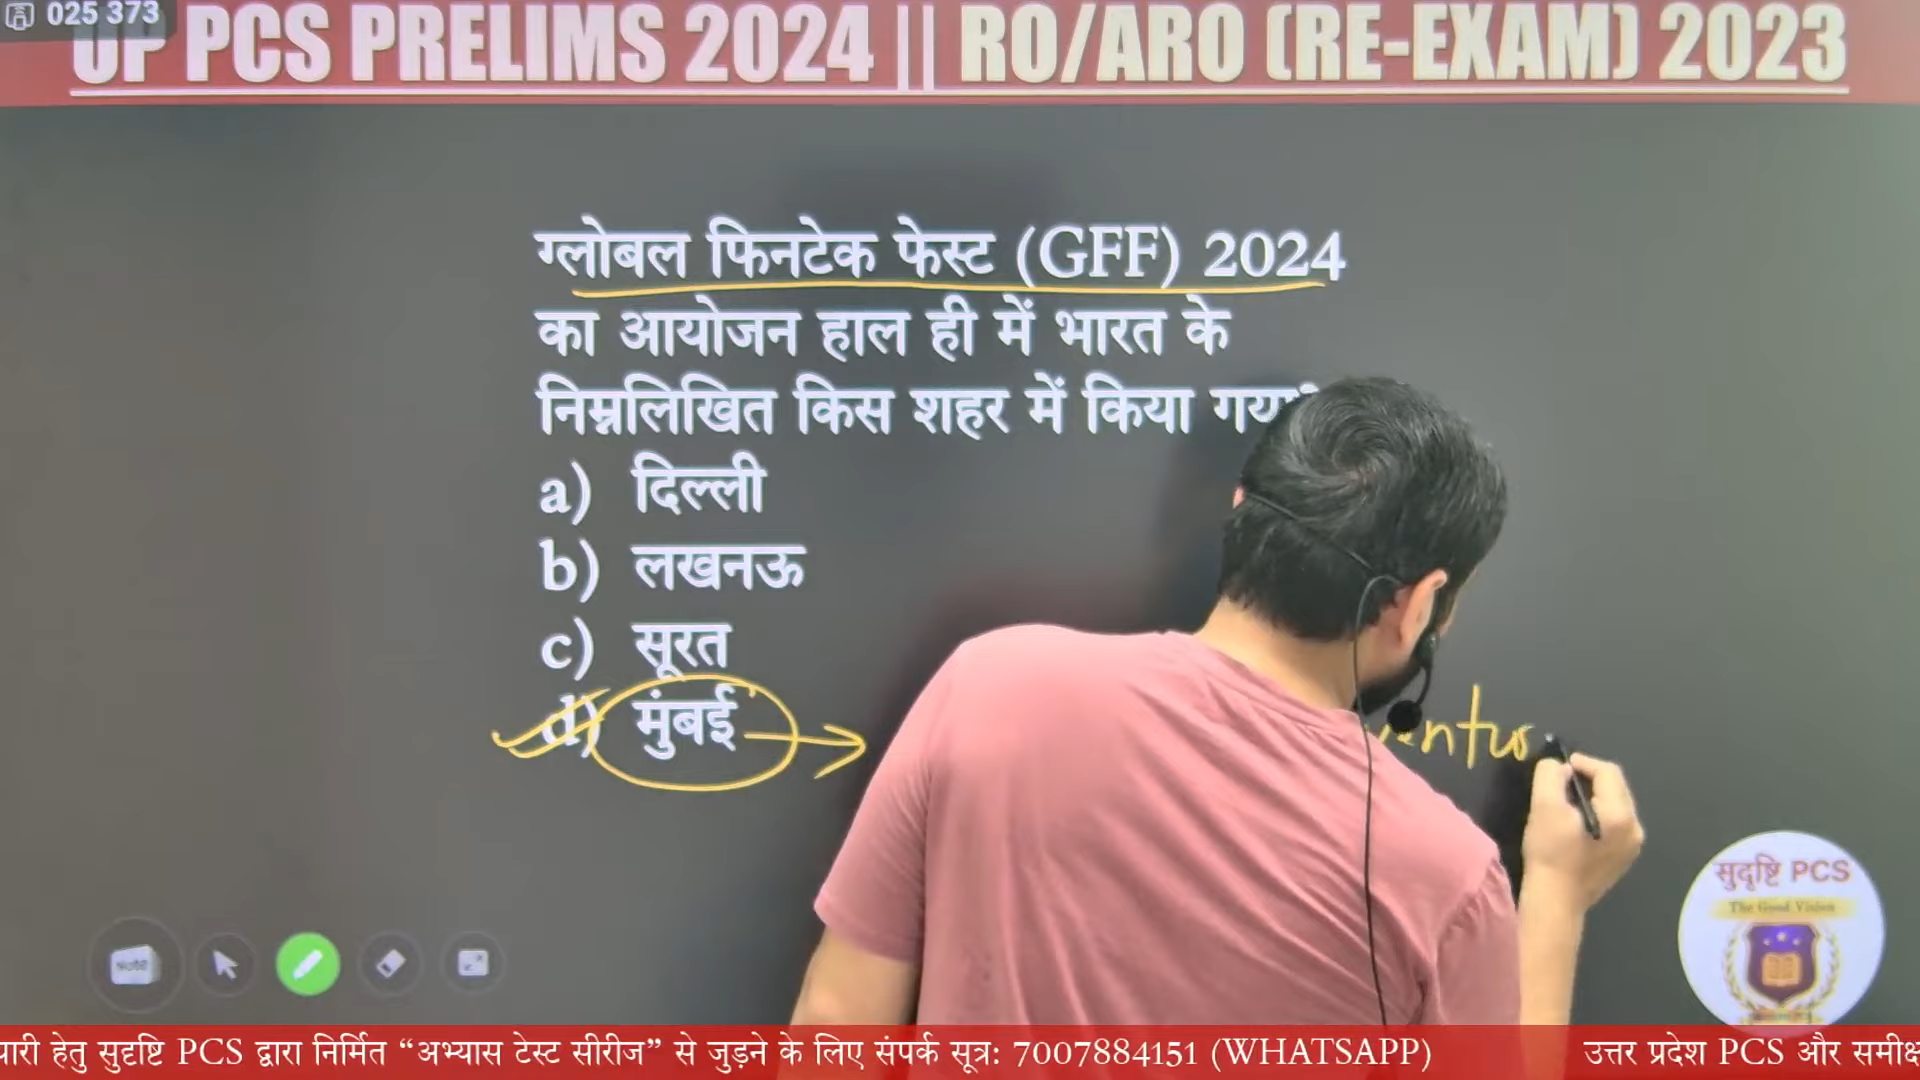 025 373
UP PCS PRELIMS 2024 || RO/ARO (RE-EXAM) 2023
ग्लोबल फिनटेक फेस्ट (GFF) 2024
का आयोजन हाल ही में भारत के
निम्नलिखित किस शहर में किया
a) दिल्ली
b) लखनऊ
c) सूरत
d) मुंबई
सुदृष्टि PCS
The Good Vision
Note
हेतु सुदृष्टि PCS द्वारा निर्मित “अभ्यास टेस्ट सीरीज” से जुड़ने के लिए संपर्क सूत्र: 7007884151 (WHATSAPP) उत्तर प्रदेश PCS और